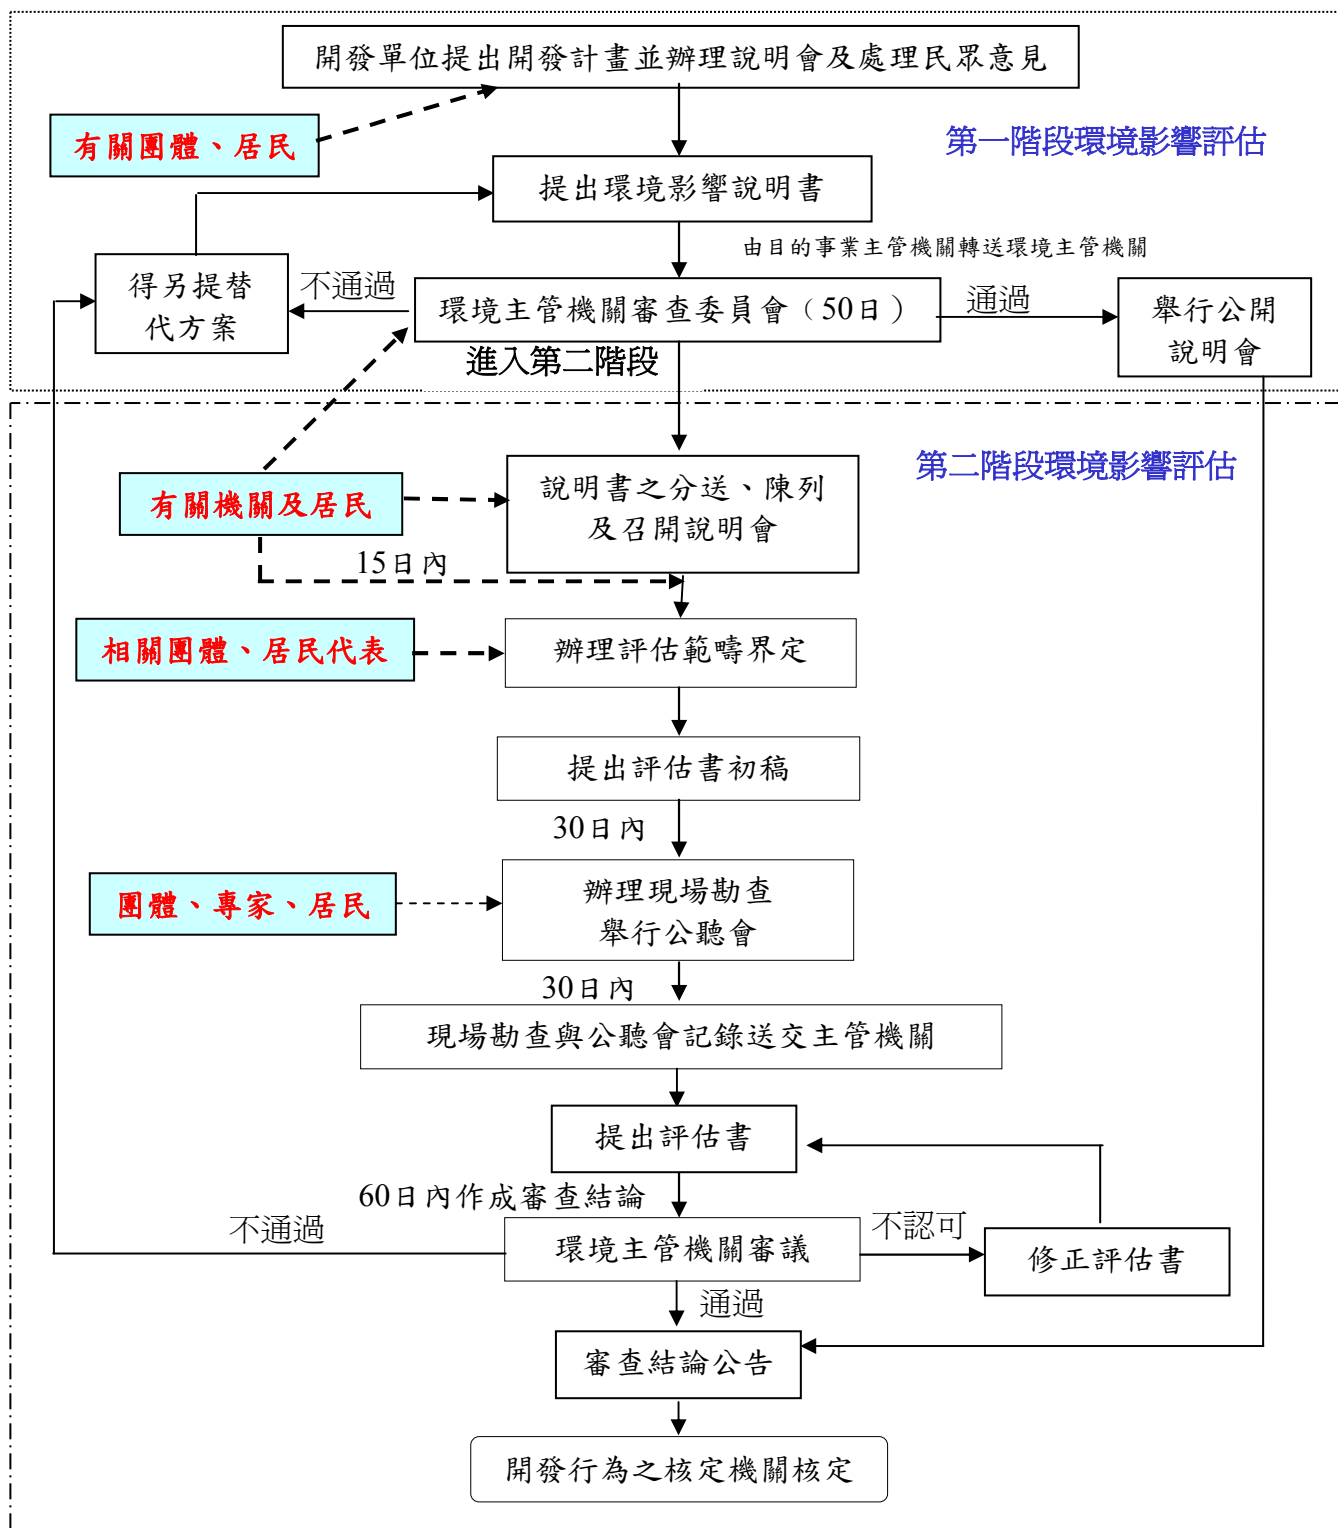 開發單位提出開發計畫並辦理說明會及處理民眾意見
有關團體、居民
第一階段環境影響評估
提出環境影響說明書
由目的事業主管機關轉送環境主管機關
得另提替
代方案
不通過
環境主管機關審查委員會（50日）
通過
舉行公開
說明會
進入第二階段
第二階段環境影響評估
有關機關及居民
說明書之分送、陳列
及召開說明會
15日內
相關團體、居民代表
辦理評估範疇界定
提出評估書初稿
30日內
團體、專家、居民
辦理現場勘查
舉行公聽會
30日內
現場勘查與公聽會記錄送交主管機關
提出評估書
60日內作成審查結論
不通過
環境主管機關審議
不認可
修正評估書
通過
審查結論公告
開發行為之核定機關核定